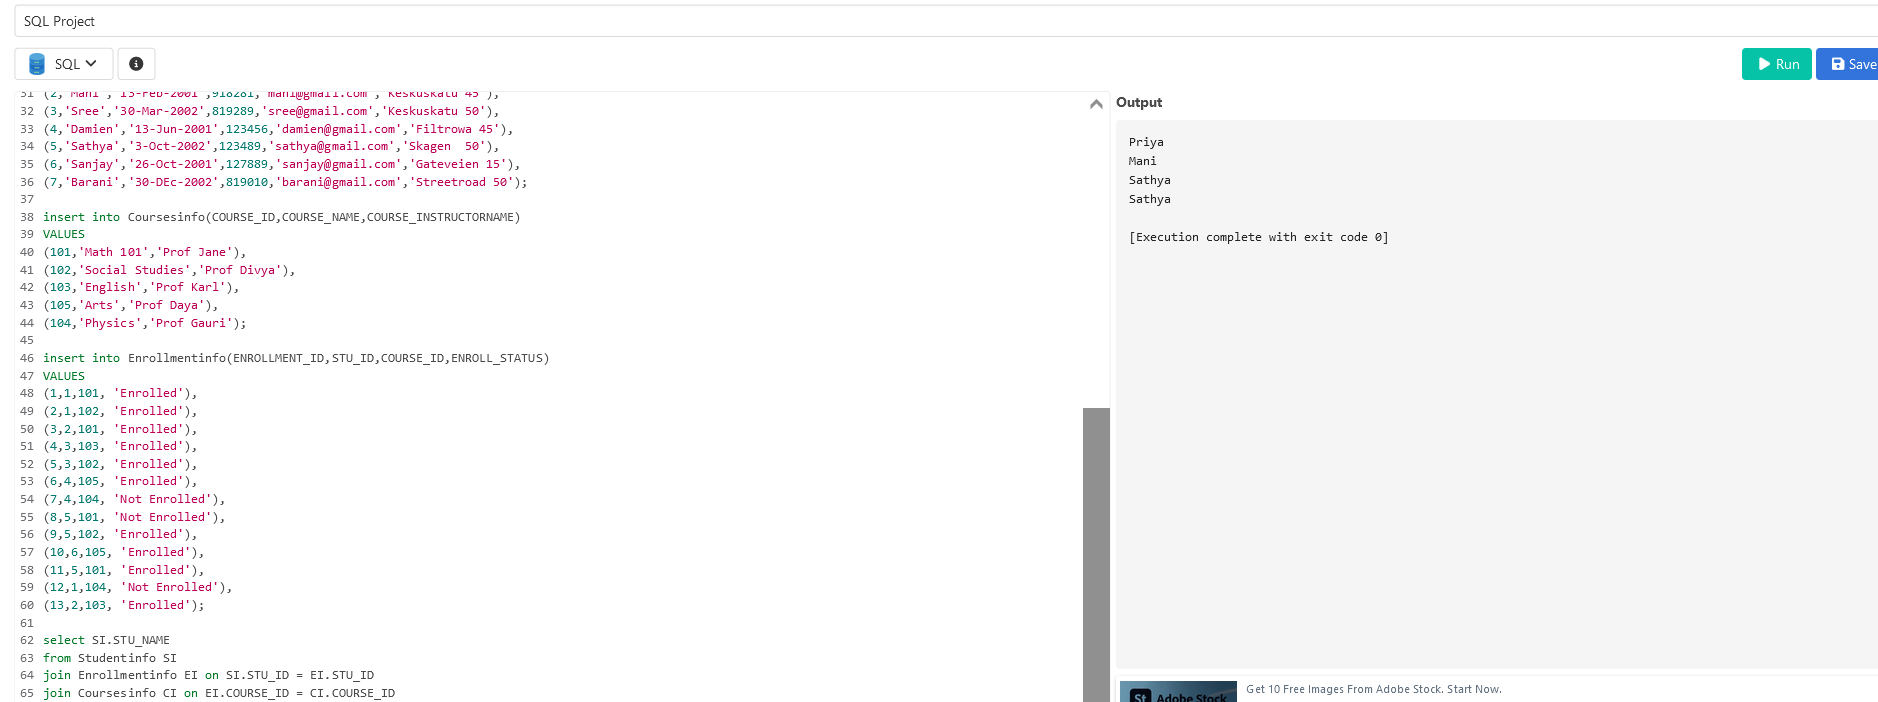 SQL Project
SQL
Run
Save
31 (2,'Mani','13-Feb-2001',918281,'mani@gmail.com','Keskuskatu 45'),
32 (3,'Sree','30-Mar-2002',819289,'sree@gmail.com','Keskuskatu 50'),
33 (4,'Damien','13-Jun-2001',123456,'damien@gmail.com','Filtrowa 45'),
34 (5,'Sathya','3-Oct-2002',123489,'sathya@gmail.com','Skagen  50'),
35 (6,'Sanjay','26-Oct-2001',127889,'sanjay@gmail.com','Gateveien 15'),
36 (7,'Barani','30-DEc-2002',819010,'barani@gmail.com','Streetroad 50');
37
38 insert into Coursesinfo(COURSE_ID,COURSE_NAME,COURSE_INSTRUCTORNAME)
39 VALUES
40 (101,'Math 101','Prof Jane'),
41 (102,'Social Studies','Prof Divya'),
42 (103,'English','Prof Karl'),
43 (105,'Arts','Prof Daya'),
44 (104,'Physics','Prof Gauri');
45
46 insert into Enrollmentinfo(ENROLLMENT_ID,STU_ID,COURSE_ID,ENROLL_STATUS)
47 VALUES
48 (1,1,101, 'Enrolled'),
49 (2,1,102, 'Enrolled'),
50 (3,2,101, 'Enrolled'),
51 (4,3,103, 'Enrolled'),
52 (5,3,102, 'Enrolled'),
53 (6,4,105, 'Enrolled'),
54 (7,4,104, 'Not Enrolled'),
55 (8,5,101, 'Not Enrolled'),
56 (9,5,102, 'Enrolled'),
57 (10,6,105, 'Enrolled'),
58 (11,5,101, 'Enrolled'),
59 (12,1,104, 'Not Enrolled'),
60 (13,2,103, 'Enrolled');
61
62 select SI.STU_NAME
63 from Studentinfo SI
64 join Enrollmentinfo EI on SI.STU_ID = EI.STU_ID
65 join Coursesinfo CI on EI.COURSE_ID = CI.COURSE_ID
Output
Priya
Mani
Sathya
Sathya
[Execution complete with exit code 0]
St Adobe Stock
Get 10 Free Images From Adobe Stock. Start Now.